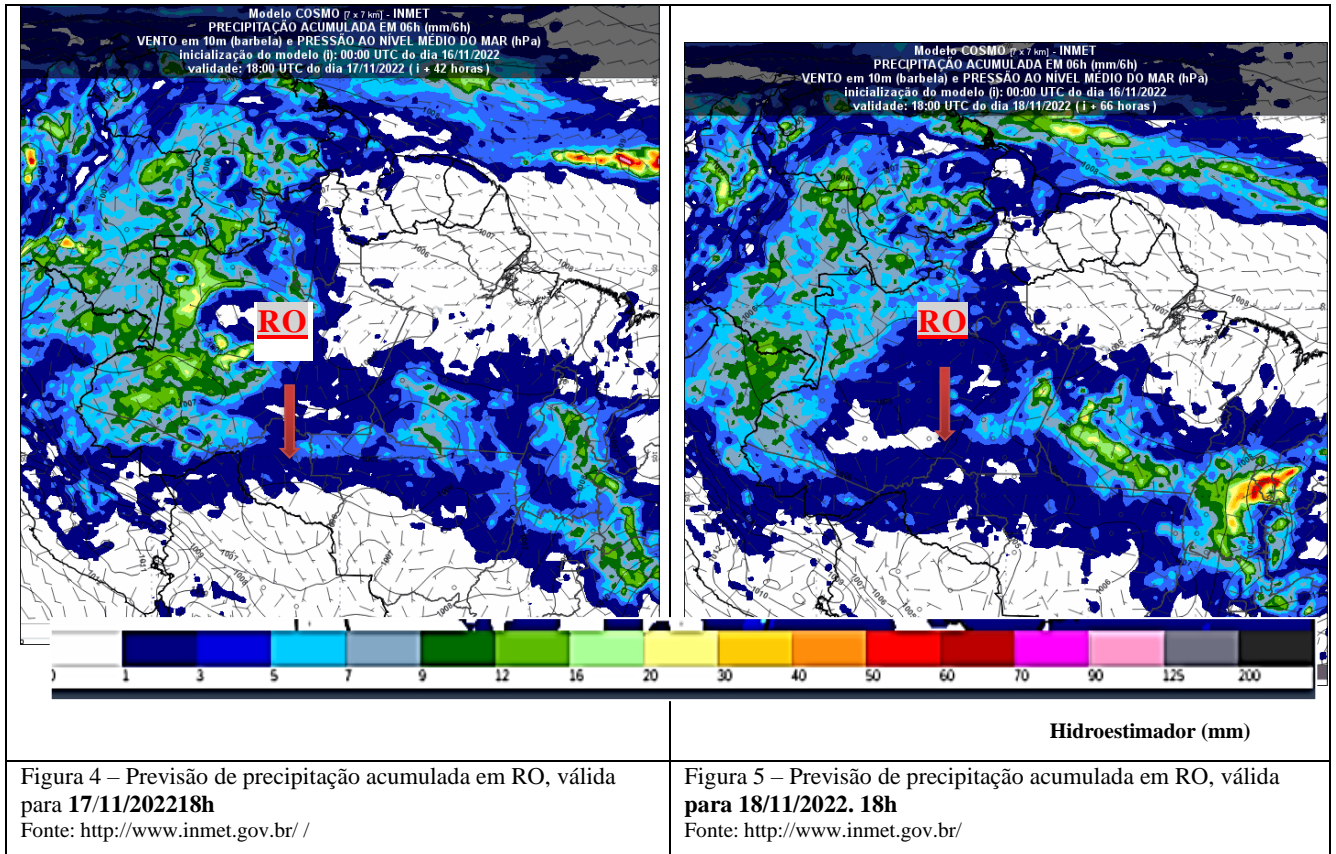 Modelo COSMO [7 x 7 km] - INMET
PRECIPITAÇÃO ACUMULADA EM 06h (mm/6h)
VENTO em 10m (barbela) e PRESSÃO AO NÍVEL MÉDIO DO MAR (hPa)
inicialização do modelo (i): 00:00 UTC do dia 16/11/2022
validade: 18:00 UTC do dia 17/11/2022 ( i + 42 horas )
RO
Modelo COSMO [7 x 7 km] - INMET
PRECIPITAÇÃO ACUMULADA EM 06h (mm/6h)
VENTO em 10m (barbela) e PRESSÃO AO NÍVEL MÉDIO DO MAR (hPa)
inicialização do modelo (i): 00:00 UTC do dia 16/11/2022
validade: 18:00 UTC do dia 18/11/2022 ( i + 66 horas )
RO
1 3 5 7 9 12 16 20 30 40 50 60 70 90 125 200
Hidroestimador (mm)
Figura 4 – Previsão de precipitação acumulada em RO, válida
para 17/11/202218h
Fonte: http://www.inmet.gov.br/ /
Figura 5 – Previsão de precipitação acumulada em RO, válida
para 18/11/2022. 18h
Fonte: http://www.inmet.gov.br/